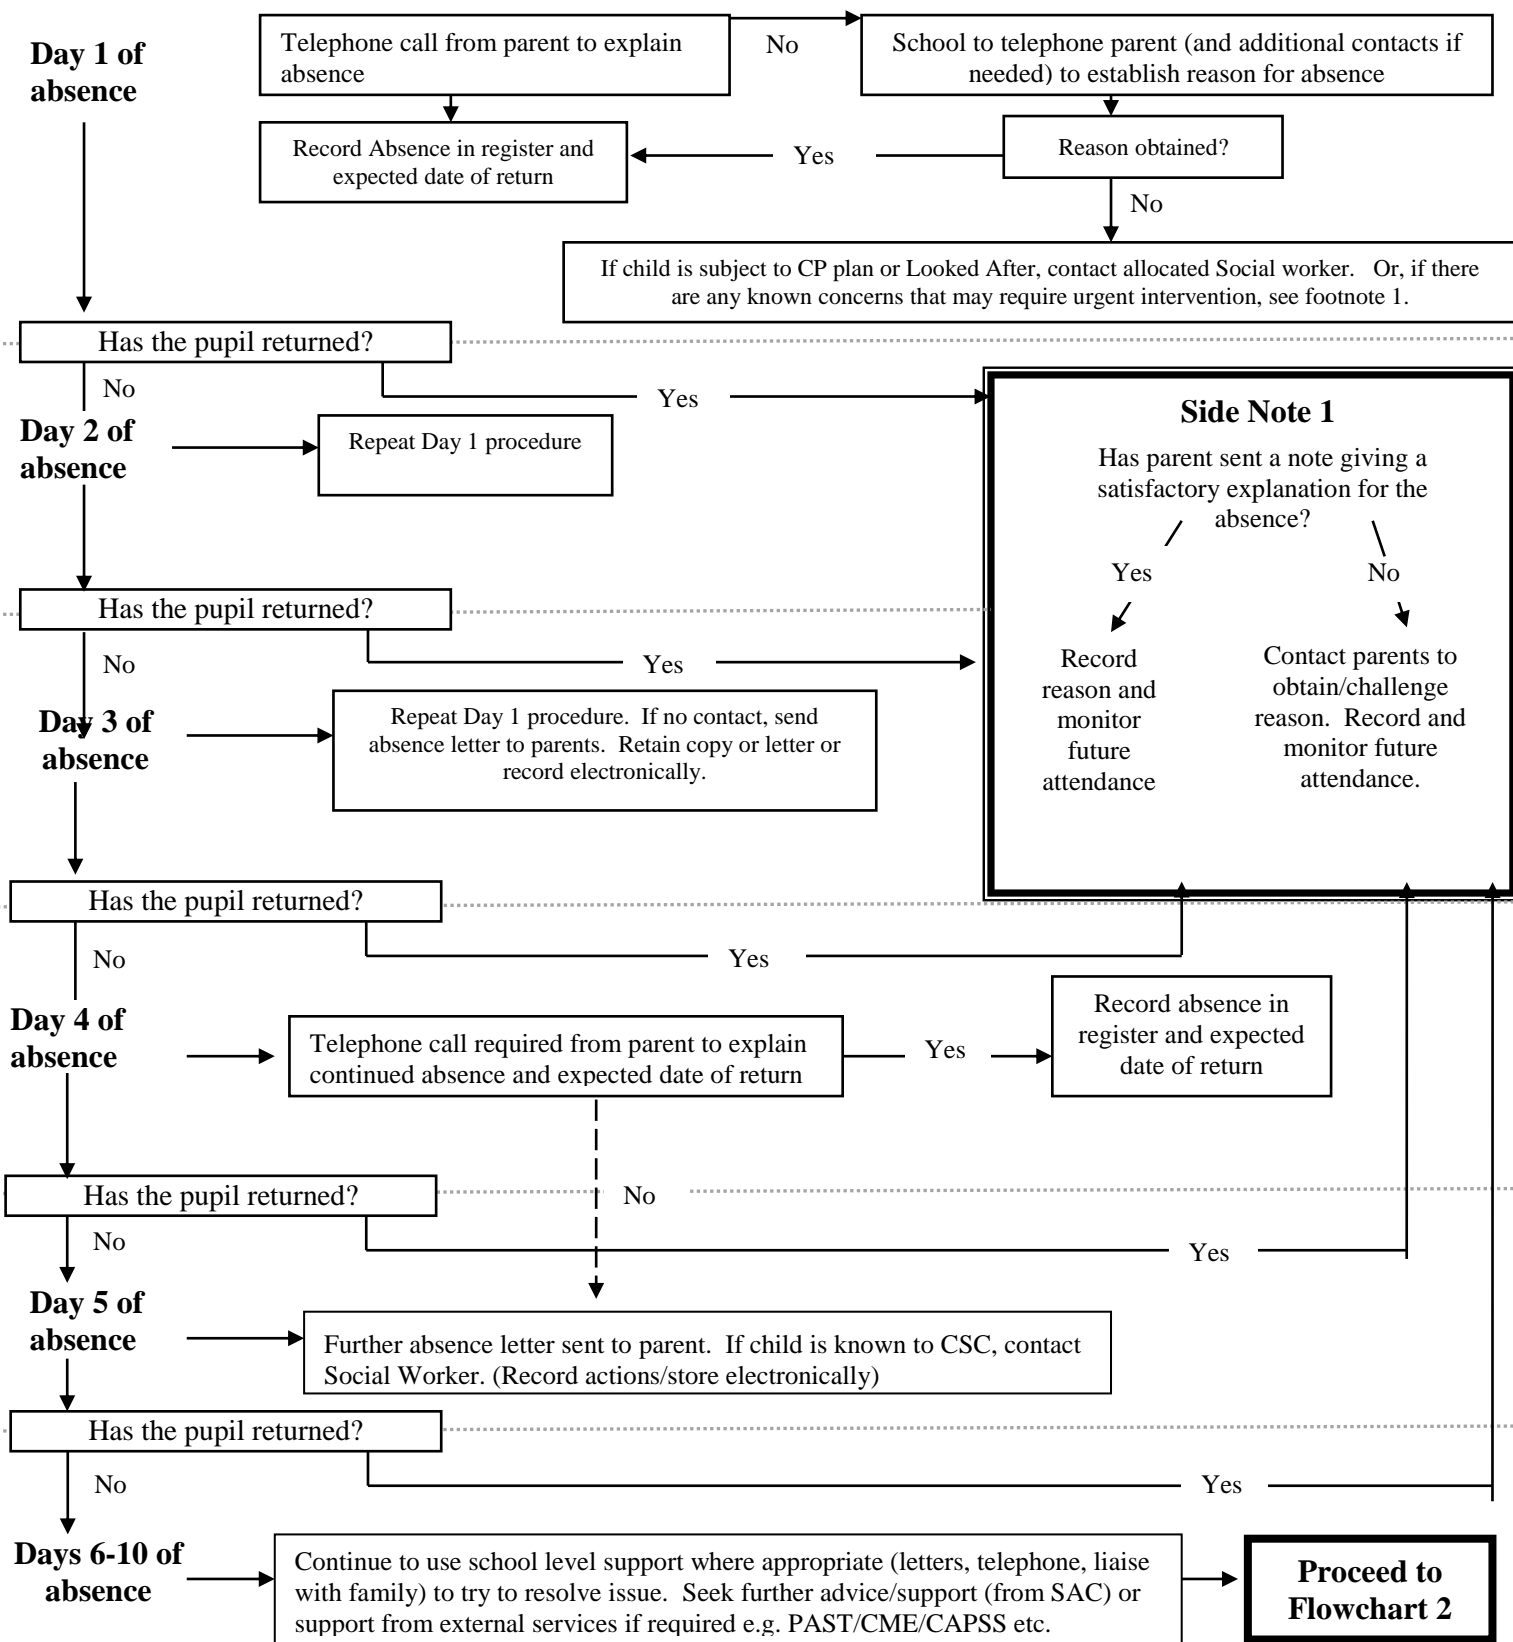 Day 1 of
absence
Telephone call from parent to explain
absence
No
School to telephone parent (and additional contacts if
needed) to establish reason for absence
Record Absence in register and
expected date of return
Yes
Reason obtained?
No
If child is subject to CP plan or Looked After, contact allocated Social worker. Or, if there
are any known concerns that may require urgent intervention, see footnote 1.
Has the pupil returned?
No
Yes
Day 2 of
absence
Repeat Day 1 procedure
Side Note 1
Has parent sent a note giving a
satisfactory explanation for the
absence?
Yes
No
Record
reason and
monitor
future
attendance
Contact parents to
obtain/challenge
reason. Record and
monitor future
attendance.
Has the pupil returned?
No
Yes
Day 3 of
absence
Repeat Day 1 procedure. If no contact, send
absence letter to parents. Retain copy or letter or
record electronically.
Has the pupil returned?
No
Yes
Day 4 of
absence
Telephone call required from parent to explain
continued absence and expected date of return
Yes
Record absence in
register and expected
date of return
Has the pupil returned?
No
No
Yes
Day 5 of
absence
Further absence letter sent to parent. If child is known to CSC, contact
Social Worker. (Record actions/store electronically)
Has the pupil returned?
No
Yes
Days 6-10 of
absence
Continue to use school level support where appropriate (letters, telephone, liaise
with family) to try to resolve issue. Seek further advice/support (from SAC) or
support from external services if required e.g. PAST/CME/CAPSS etc.
Proceed to
Flowchart 2